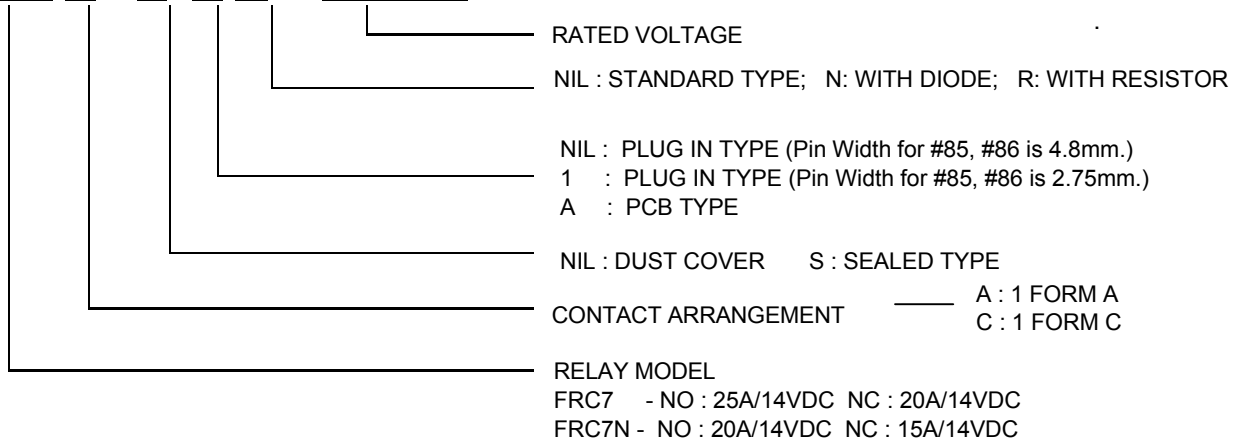 RATED VOLTAGE
NIL : STANDARD TYPE; N: WITH DIODE; R: WITH RESISTOR
NIL : PLUG IN TYPE (Pin Width for #85, #86 is 4.8mm.)
1 : PLUG IN TYPE (Pin Width for #85, #86 is 2.75mm.)
A : PCB TYPE
NIL : DUST COVER S : SEALED TYPE
CONTACT ARRANGEMENT
A : 1 FORM A
C : 1 FORM C
RELAY MODEL
FRC7 - NO : 25A/14VDC NC : 20A/14VDC
FRC7N - NO : 20A/14VDC NC : 15A/14VDC